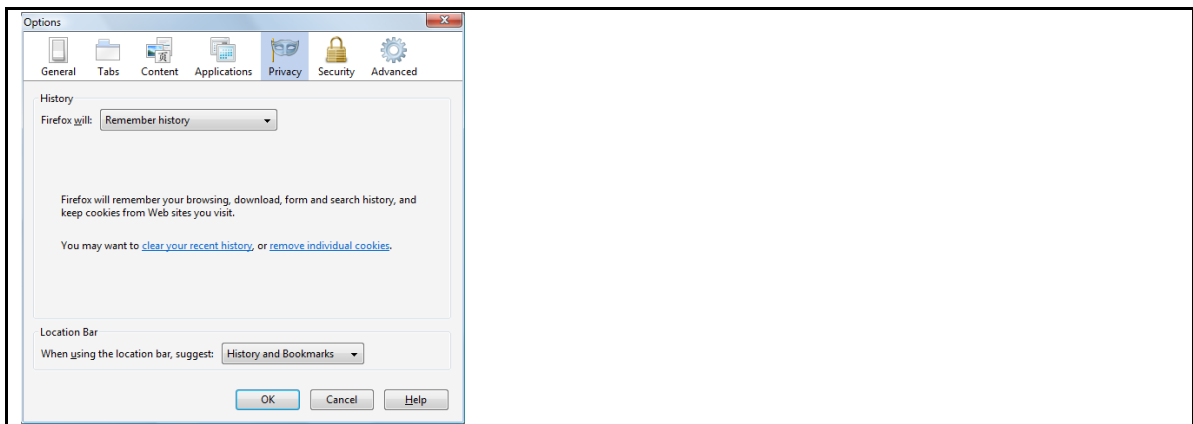 Options
General Tabs Content Applications Privacy Security Advanced
History
Firefox will: Remember history
Firefox will remember your browsing, download, form and search history, and
keep cookies from Web sites you visit.
You may want to clear your recent history, or remove individual cookies.
Location Bar
When using the location bar, suggest: History and Bookmarks
OK Cancel Help